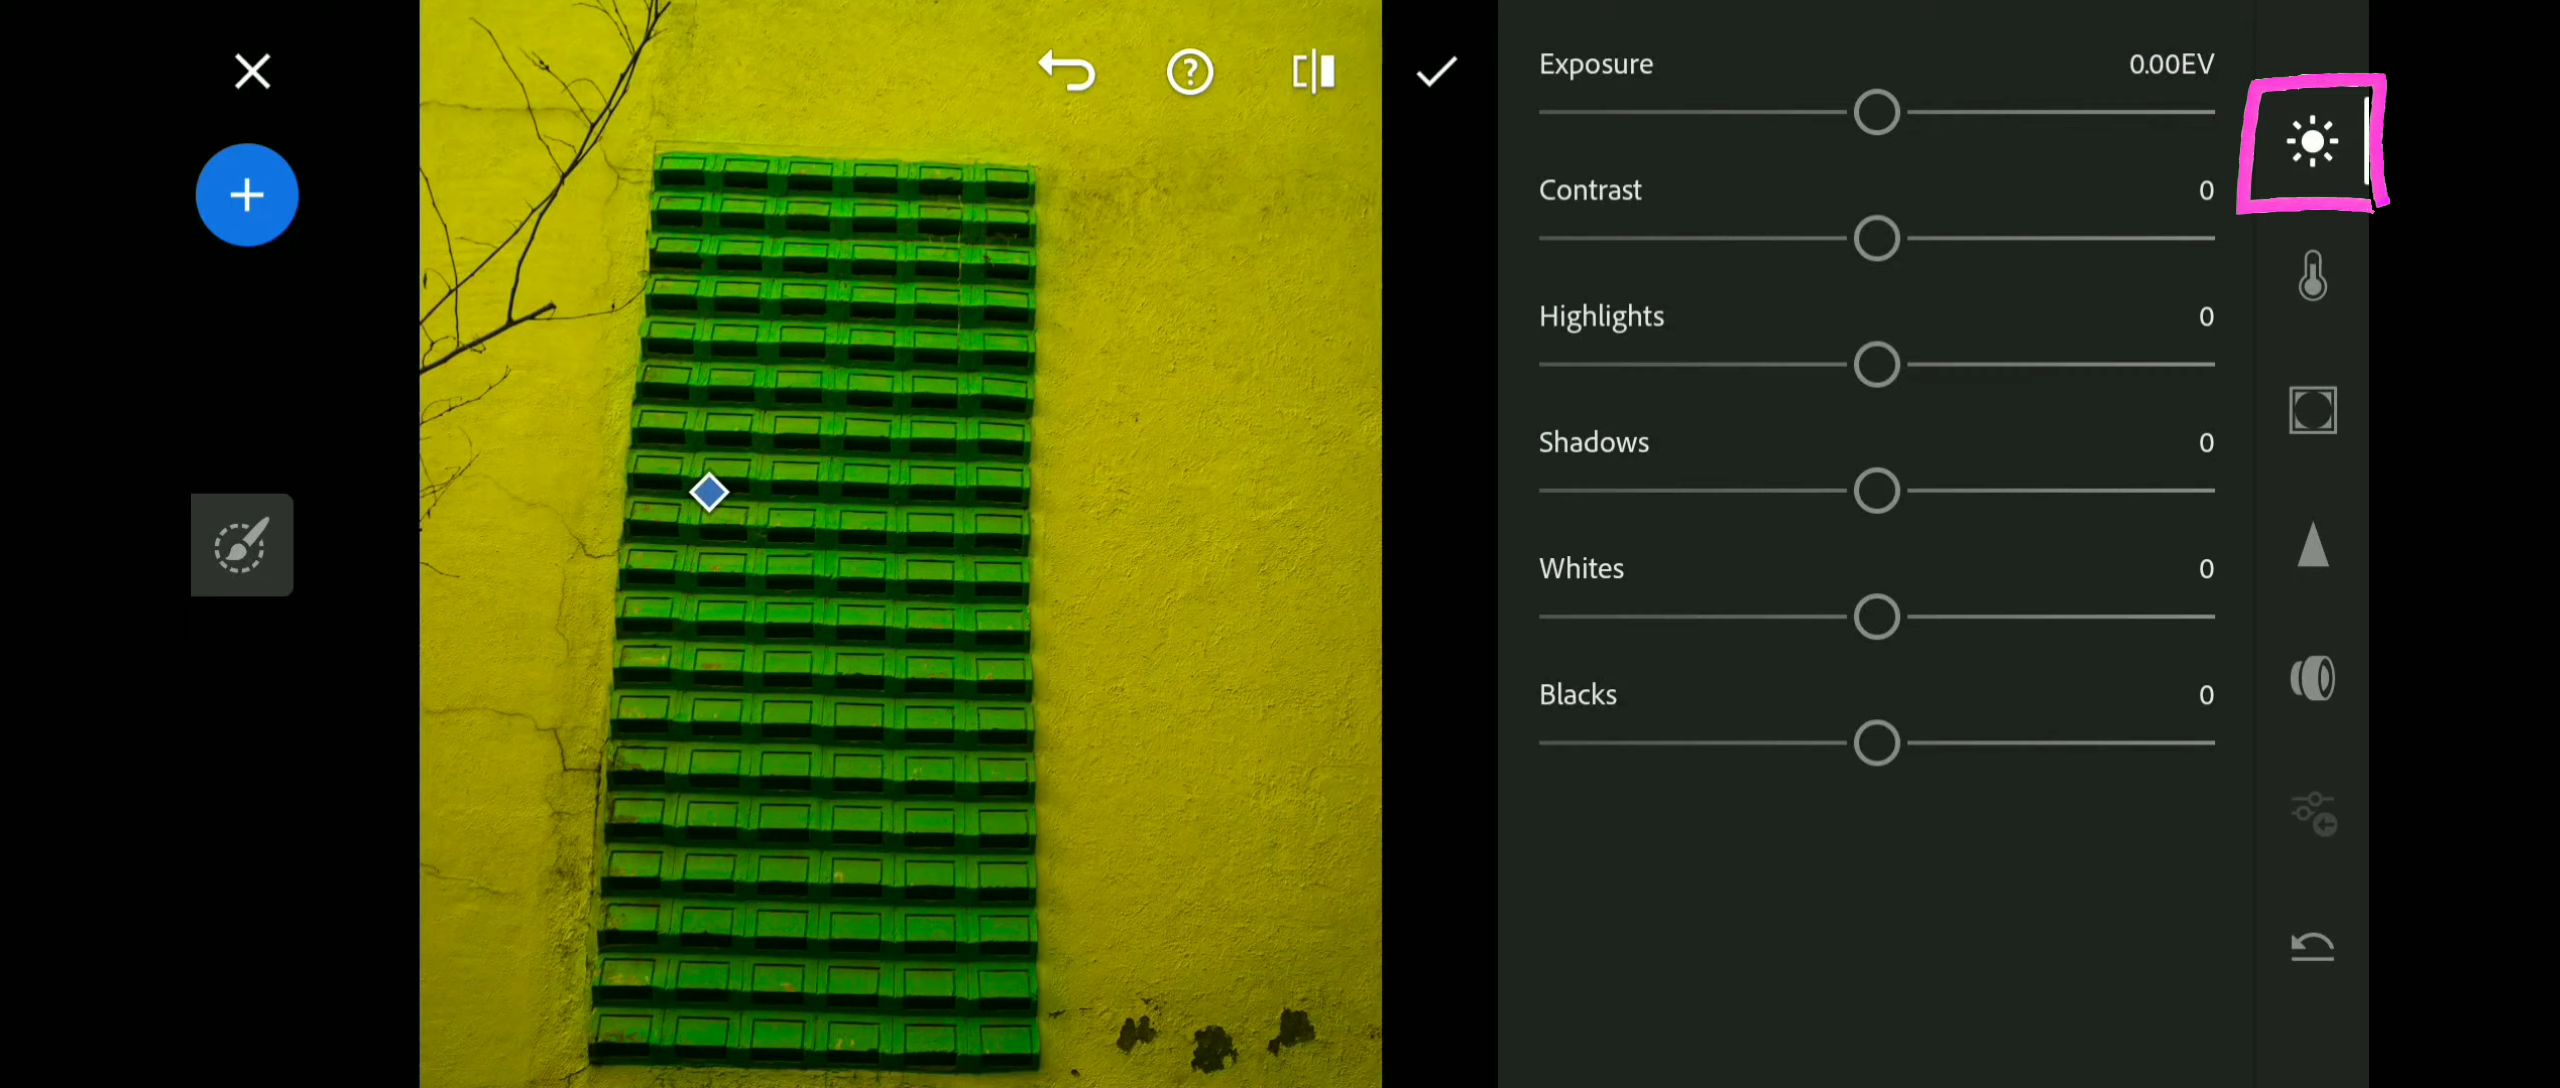 Exposure 0.00EV
Contrast 0
Highlights 0
Shadows 0
Whites 0
Blacks 0